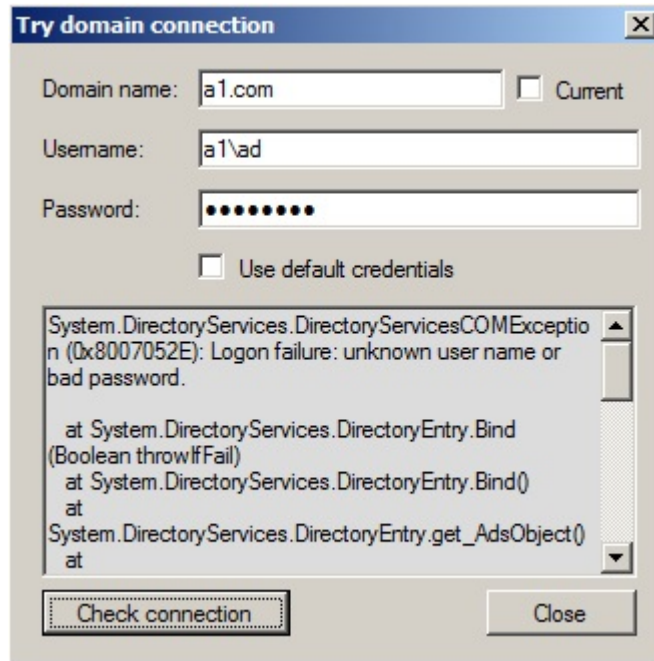 Try domain connection
Domain name: a1.com Current
Username: a1\ad
Password: ●●●●●●●●
Use default credentials
System.DirectoryServices.DirectoryServicesCOMExceptio
n (0x8007052E): Logon failure: unknown user name or
bad password.
at System.DirectoryServices.DirectoryEntry.Bind
(Boolean throwIfFail)
at System.DirectoryServices.DirectoryEntry.Bind()
at
System.DirectoryServices.DirectoryEntry.get_AdsObject()
at
Check connection Close